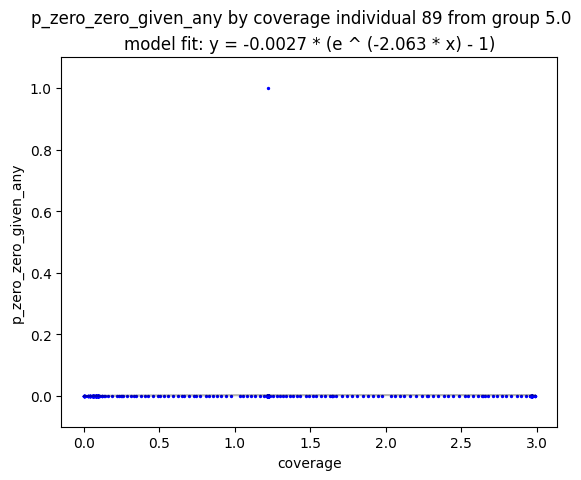 p_zero_zero_given_any by coverage individual 89 from group 5.0
model fit: y = -0.0027 * (e ^ (-2.063 * x) - 1)
p_zero_zero_given_any
1.0
0.8
0.6
0.4
0.2
0.0
0.0 0.5 1.0 1.5 2.0 2.5 3.0
coverage